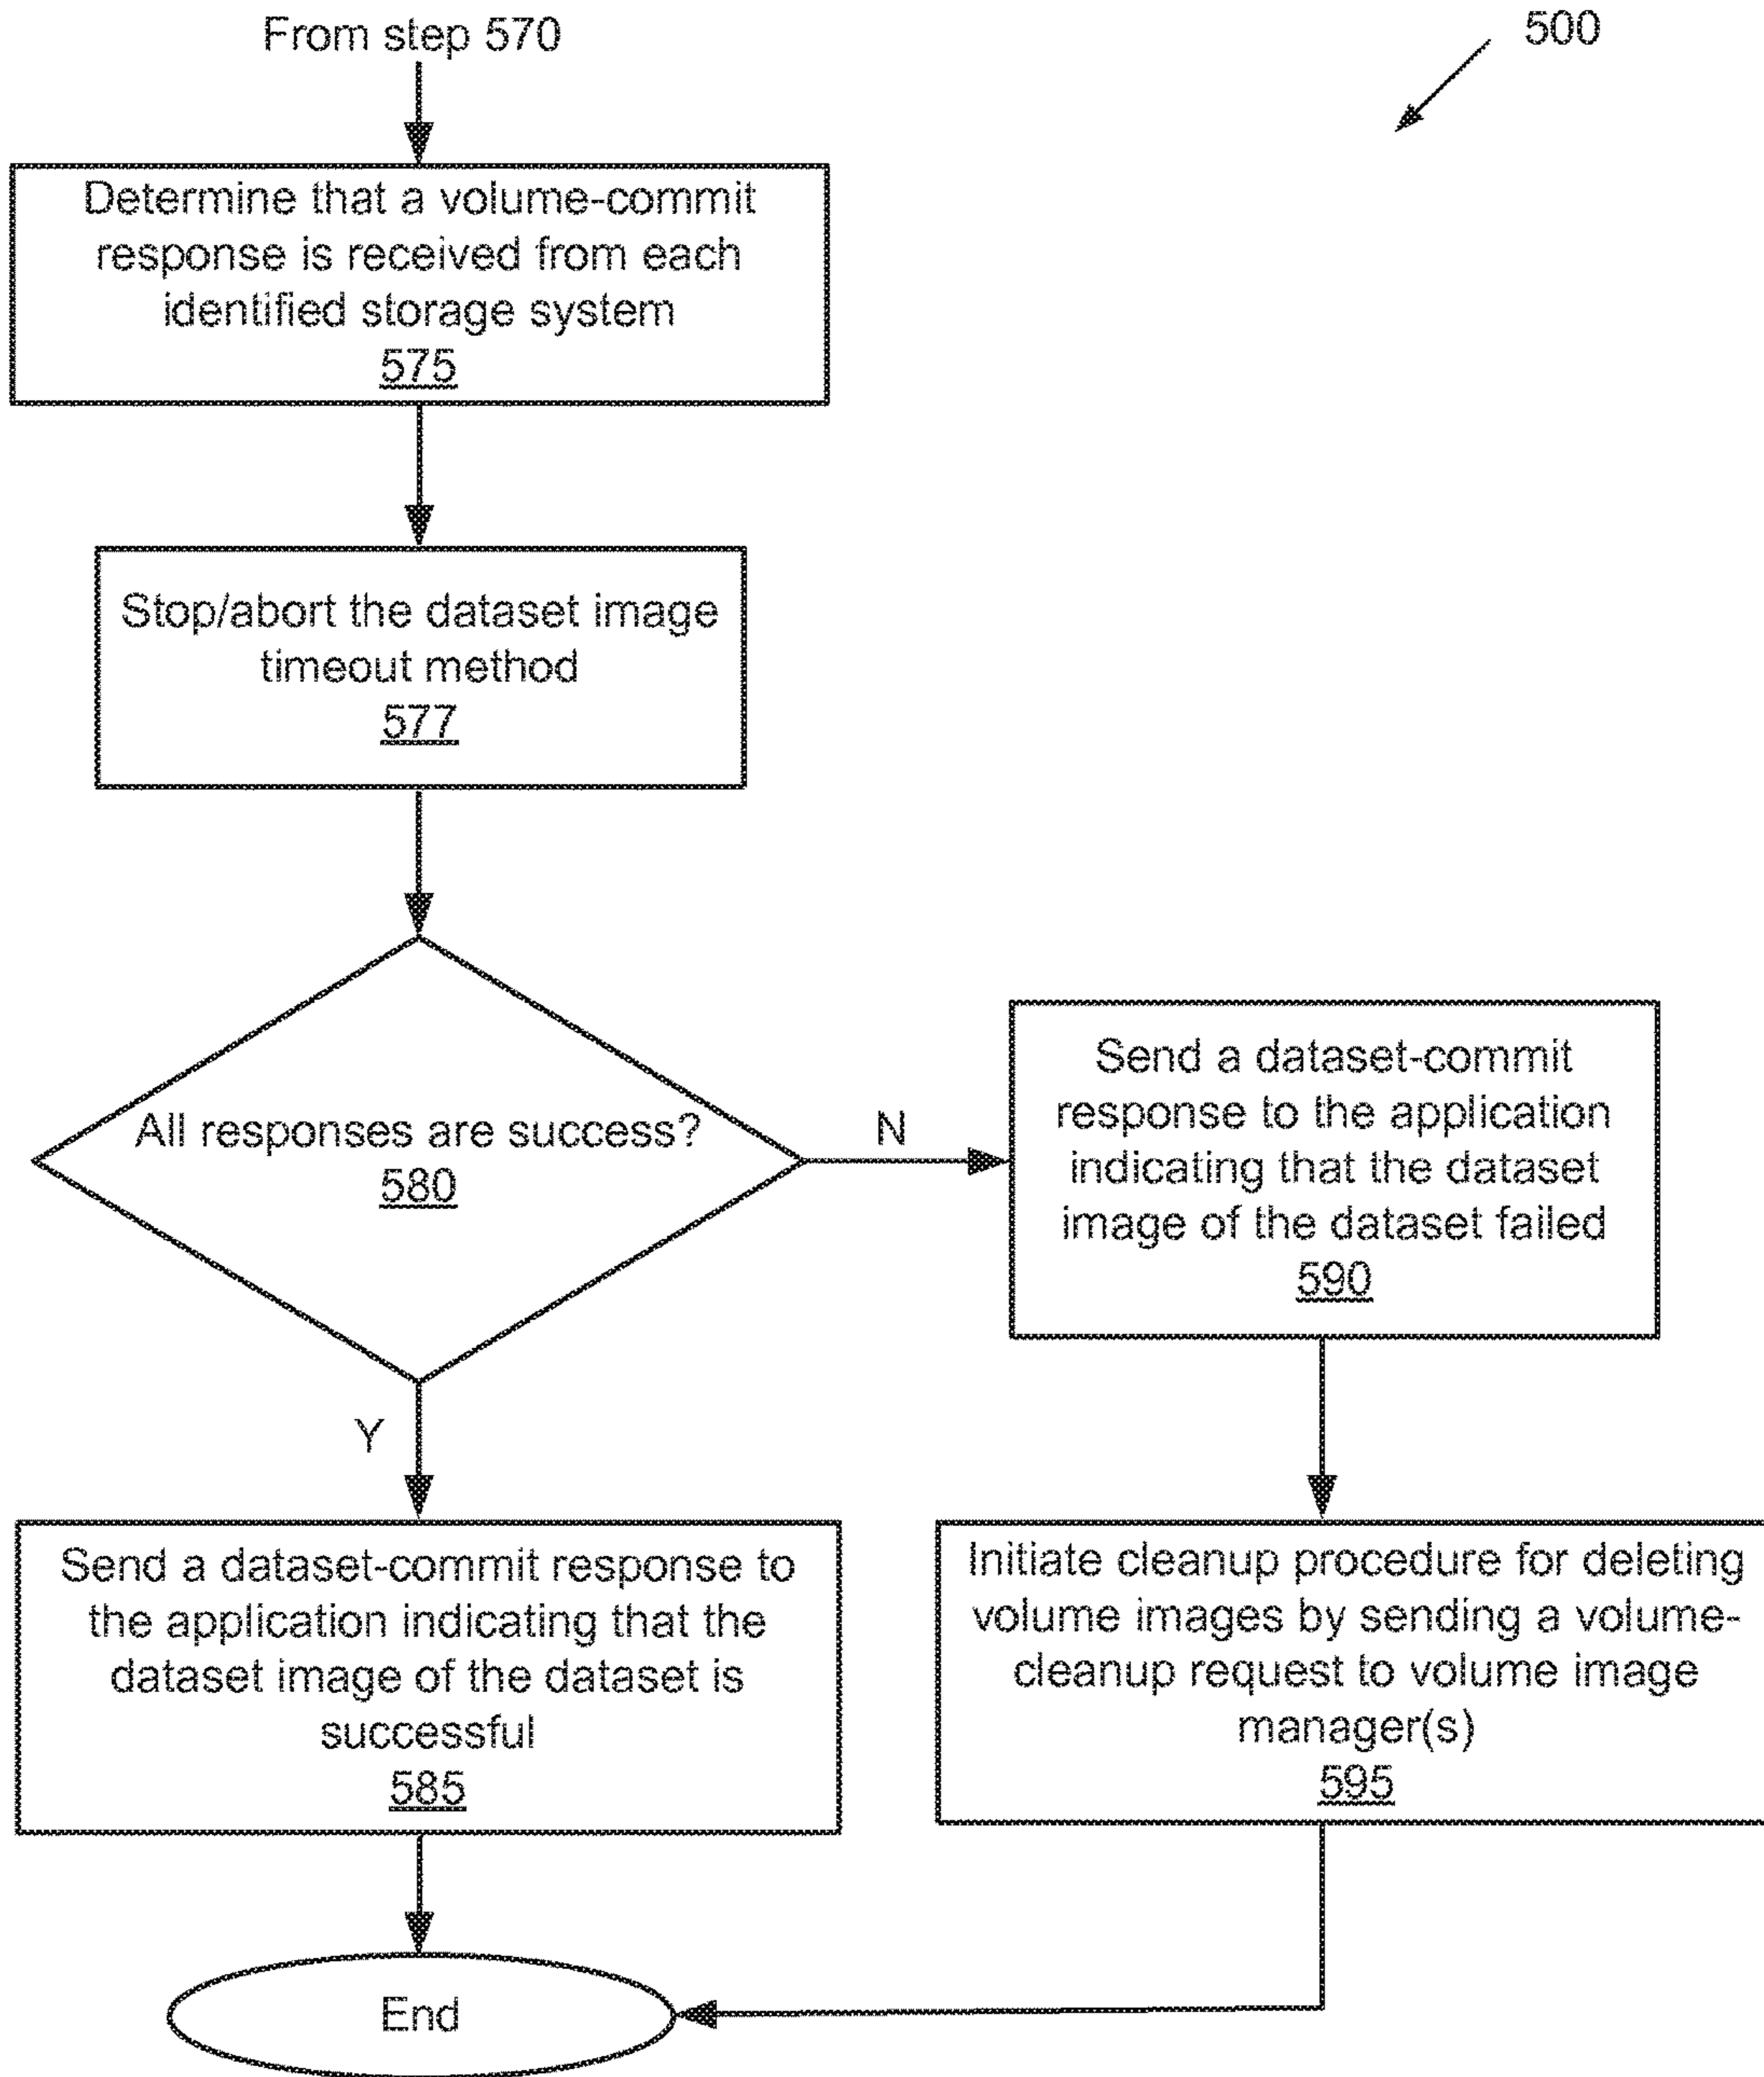 From step 570
500
Determine that a volume-commit
response is received from each
identified storage system
575
Stop/abort the dataset image
timeout method
577
All responses are success?
580
N
Send a dataset-commit
response to the application
indicating that the dataset
image of the dataset failed
590
Y
Send a dataset-commit response to
the application indicating that the
dataset image of the dataset is
successful
585
Initiate cleanup procedure for deleting
volume images by sending a volume-
cleanup request to volume image
manager(s)
595
End